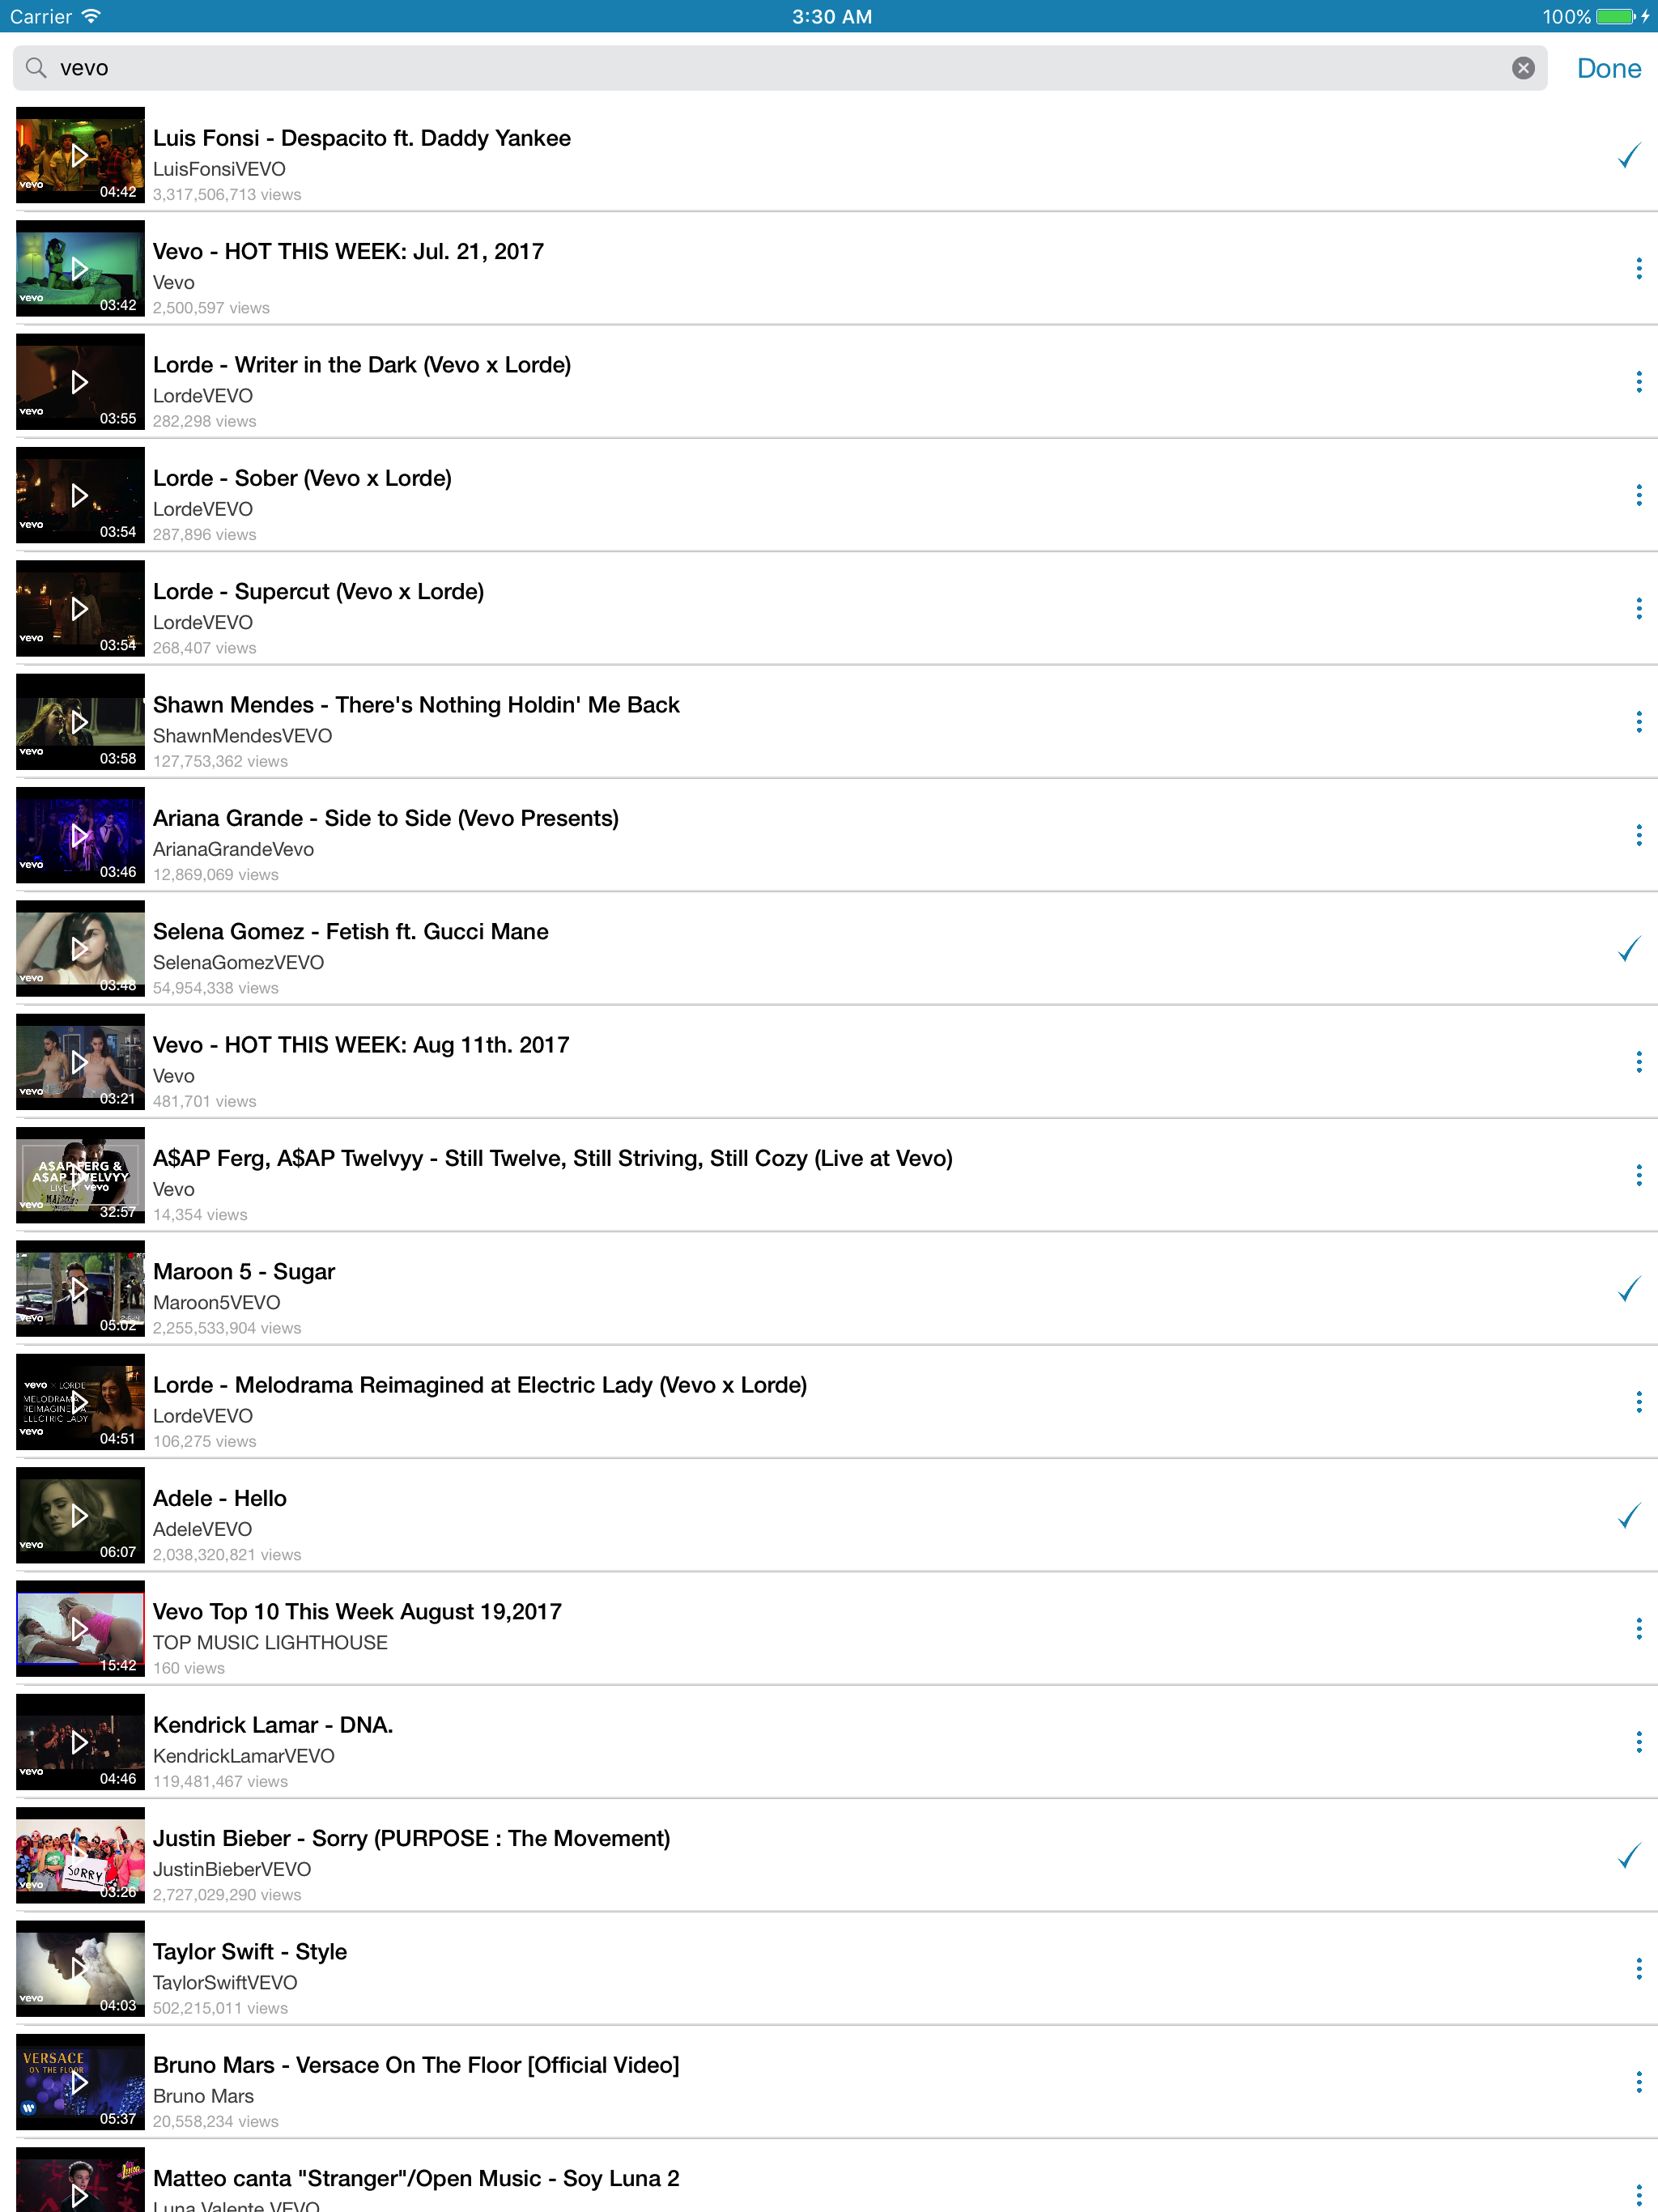 Carrier 3:30 AM 100%
vevo Done
Luis Fonsi - Despacito ft. Daddy Yankee
LuisFonsiVEVO
vevo 04:42 3,317,506,713 views
Vevo - HOT THIS WEEK: Jul. 21, 2017
Vevo
vevo 03:42 2,500,597 views
Lorde - Writer in the Dark (Vevo x Lorde)
LordeVEVO
vevo 03:55 282,298 views
Lorde - Sober (Vevo x Lorde)
LordeVEVO
vevo 03:54 287,896 views
Lorde - Supercut (Vevo x Lorde)
LordeVEVO
vevo 03:54 268,407 views
Shawn Mendes - There's Nothing Holdin' Me Back
ShawnMendesVEVO
vevo 03:58 127,753,362 views
Ariana Grande - Side to Side (Vevo Presents)
ArianaGrandeVevo
vevo 03:46 12,869,069 views
Selena Gomez - Fetish ft. Gucci Mane
SelenaGomezVEVO
vevo 03:48 54,954,338 views
Vevo - HOT THIS WEEK: Aug 11th. 2017
Vevo
vevo 03:21 481,701 views
A$AP Ferg, A$AP Twelvyy - Still Twelve, Still Striving, Still Cozy (Live at Vevo)
A$AP FERG &
A$AP TWELVYY
LIVE AT vevo
Vevo
vevo 32:57 14,354 views
Maroon 5 - Sugar
Maroon5VEVO
vevo 05:02 2,255,533,904 views
Lorde - Melodrama Reimagined at Electric Lady (Vevo x Lorde)
vevo x LORDE
MELODRAMA
REIMAGINED AT
ELECTRIC LADY
LordeVEVO
vevo 04:51 106,275 views
Adele - Hello
AdeleVEVO
vevo 06:07 2,038,320,821 views
Vevo Top 10 This Week August 19,2017
TOP MUSIC LIGHTHOUSE
15:42 160 views
Kendrick Lamar - DNA.
KendrickLamarVEVO
vevo 04:46 119,481,467 views
Justin Bieber - Sorry (PURPOSE : The Movement)
SORRY
JustinBieberVEVO
vevo 03:26 2,727,029,290 views
Taylor Swift - Style
TaylorSwiftVEVO
vevo 04:03 502,215,011 views
Bruno Mars - Versace On The Floor [Official Video]
VERSACE
ON THE FLOOR
Bruno Mars
05:37 20,558,234 views
Matteo canta "Stranger"/Open Music - Soy Luna 2
Luna Valente VEVO